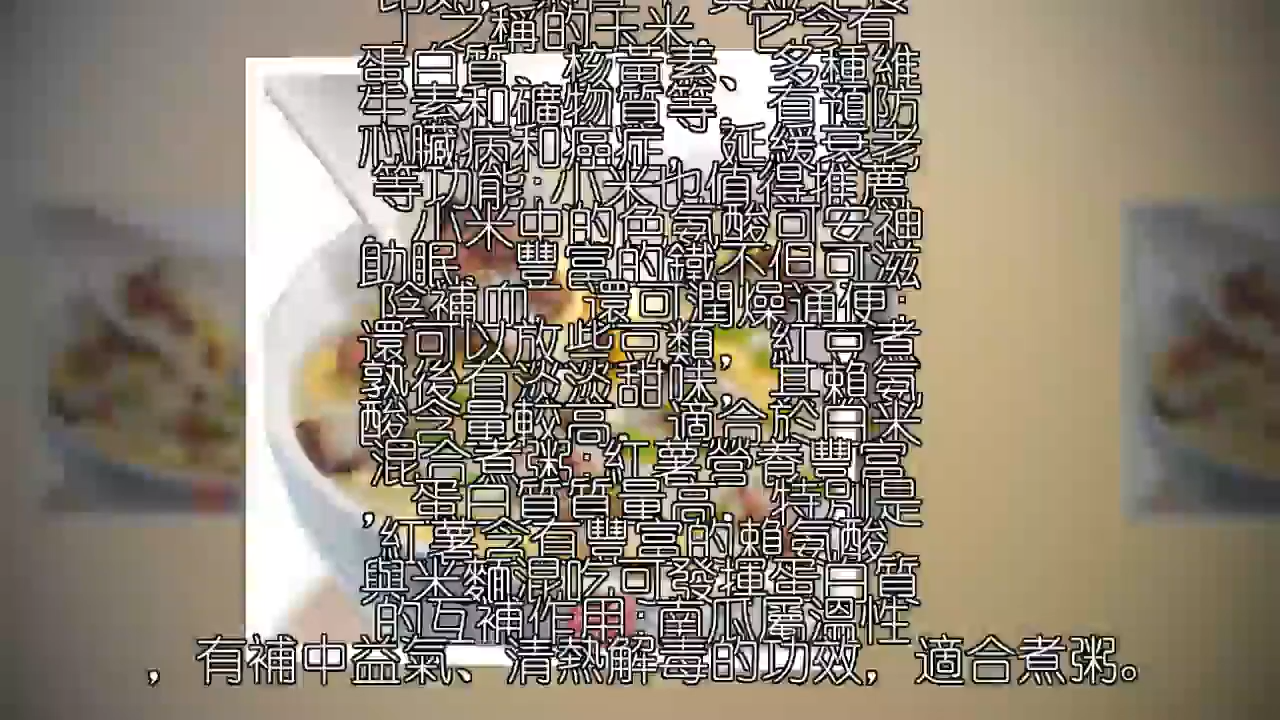 」之稱的玉米，它含有
蛋白質、核黃素、多種維
生素和礦物質等，有預防
心臟病和癌症、延緩衰老
等功能；小米也值得推薦
，小米中的色氨酸可安神
助眠，豐富的鐵不但可滋
陰補血，還可潤燥通便；
還可以放些豆類，紅豆煮
熟後有淡淡甜味，其賴氨
酸含量較高，適合於白米
混合煮粥；紅薯營養豐富
，蛋白質質量高，特別是
，紅薯含有豐富的賴氨酸
與米麵混吃可發揮蛋白質
的互補作用；南瓜屬溫性
，有補中益氣、清熱解毒的功效，適合煮粥。